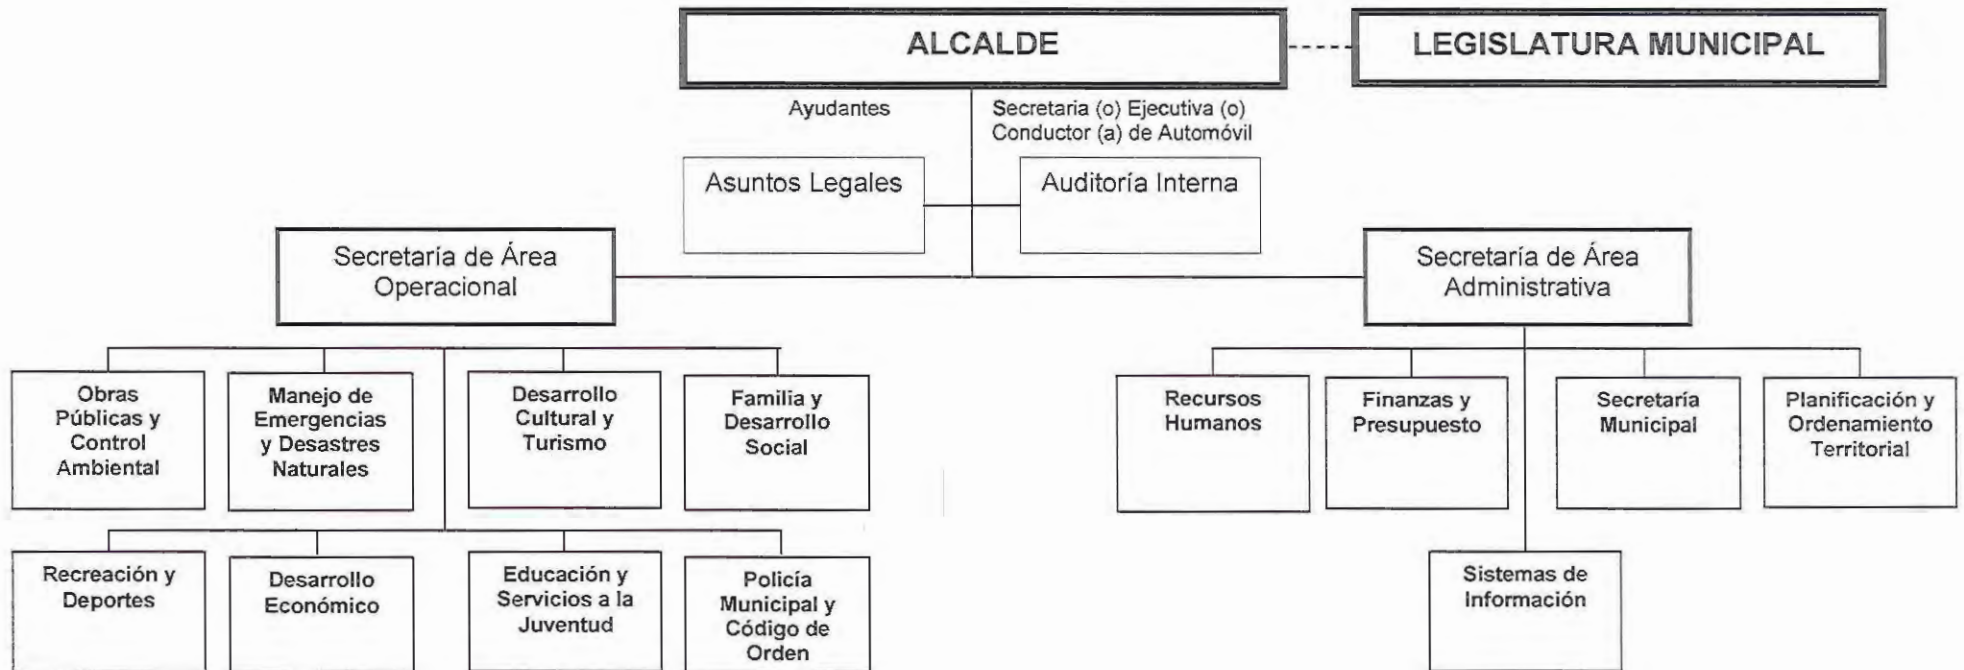 ALCALDE
LEGISLATURA MUNICIPAL
Ayudantes
Secretaria (o) Ejecutiva (o)
Conductor (a) de Automóvil
Asuntos Legales
Auditoría Interna
Secretaría de Área
Operacional
Secretaría de Área
Administrativa
Obras
Públicas y
Control
Ambiental
Manejo de
Emergencias
y Desastres
Naturales
Desarrollo
Cultural y
Turismo
Familia y
Desarrollo
Social
Recursos
Humanos
Finanzas y
Presupuesto
Secretaría
Municipal
Planificación y
Ordenamiento
Territorial
Recreación y
Deportes
Desarrollo
Económico
Educación y
Servicios a la
Juventud
Policía
Municipal y
Código de
Orden
Sistemas de
Información